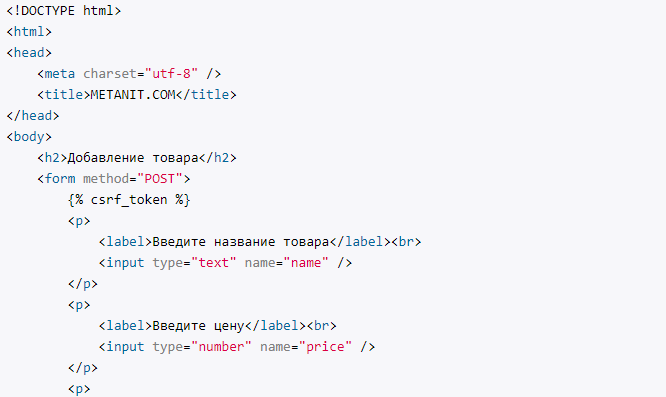 <!DOCTYPE html>
<html>
<head>
    <meta charset="utf-8" />
    <title>METANIT.COM</title>
</head>
<body>
    <h2>Добавление товара</h2>
    <form method="POST">
        {% csrf_token %}
        <p>
            <label>Введите название товара</label><br>
            <input type="text" name="name" />
        </p>
        <p>
            <label>Введите цену</label><br>
            <input type="number" name="price" />
        </p>
        <p>